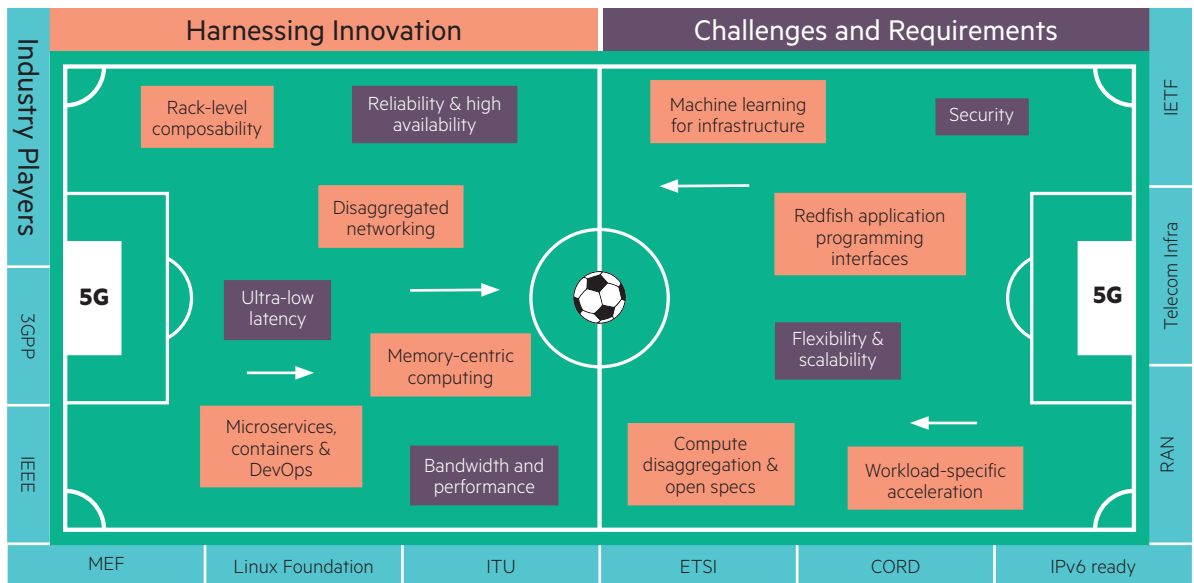 Harnessing Innovation
Challenges and Requirements
Industry Players
3GPP
IEEE
Rack-level
composability
Reliability & high
availability
Disaggregated
networking
5G
Ultra-low
latency
Memory-centric
computing
Microservices,
containers &
DevOps
Bandwidth and
performance
Machine learning
for infrastructure
Security
Redfish application
programming
interfaces
5G
Flexibility &
scalability
Compute
disaggregation &
open specs
Workload-specific
acceleration
IETF
Telecom Infra
RAN
MEF
Linux Foundation
ITU
ETSI
CORD
IPv6 ready